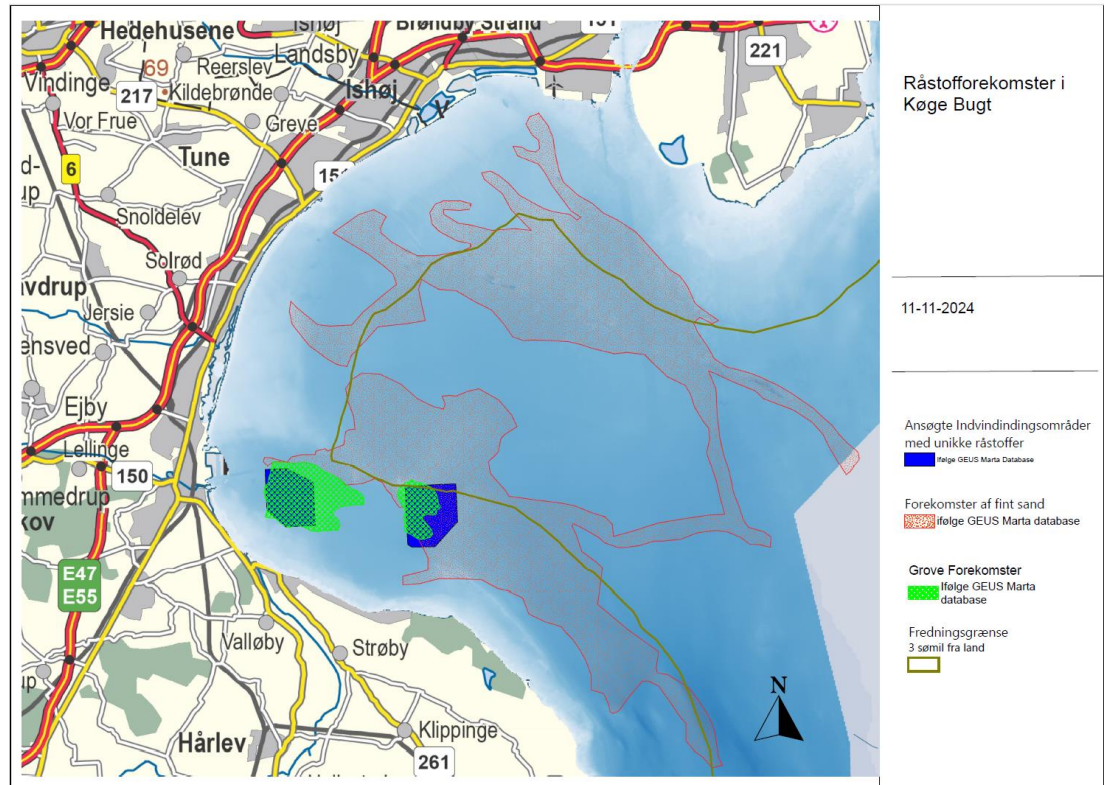 Hedehusene
Ishøj
Brøndby Strand
151
Landsby
221
Vindinge
69
Reerslev
217
Kildebrønde
Ishøj
Vor Frue
Greve
Tune
6
151
Snoldelev
Solrød
Jersie
Ejby
Lellinge
150
E47
E55
Valløby
Strøby
Klippinge
Hårlev
261
N
Råstofforekomster i
Køge Bugt
11-11-2024
Ansøgte Indvindindingsområder
med unikke råstoffer
Ifølge GEUS Marta Database
Forekomster af fint sand
ifølge GEUS Marta database
Grove Forekomster
Ifølge GEUS Marta
database
Fredningsgrænse
3 sømil fra land